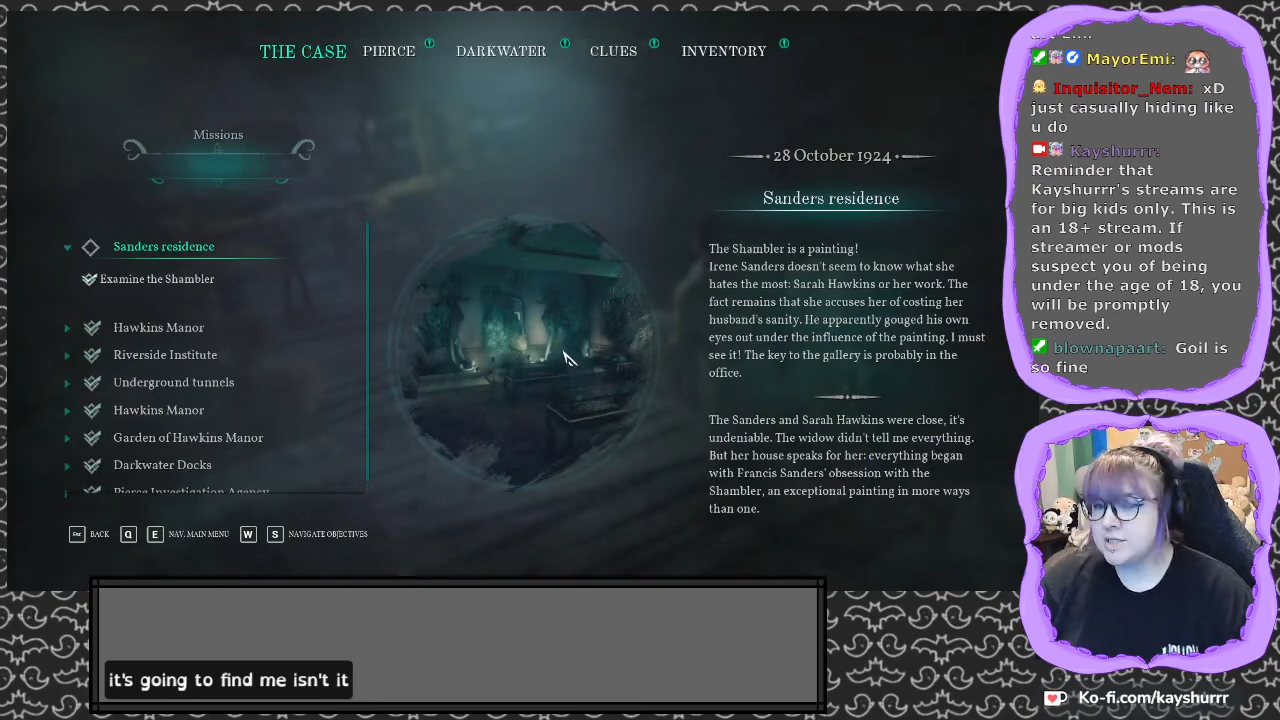 THE CASE PIERCE DARKWATER CLUES INVENTORY
Missions
Sanders residence
Examine the Shambler
Hawkins Manor
Riverside Institute
Underground tunnels
Hawkins Manor
Garden of Hawkins Manor
Darkwater Docks
Pierce Investigation Agency
Esc BACK Q E NAV. MAIN MENU W S NAVIGATE OBJECTIVES
28 October 1924
Sanders residence
The Shambler is a painting!
Irene Sanders doesn't seem to know what she
hates the most: Sarah Hawkins or her work. The
fact remains that she accuses her of costing her
husband's sanity. He apparently gouged his own
eyes out under the influence of the painting. I must
see it! The key to the gallery is probably in the
office.
The Sanders and Sarah Hawkins were close, it's
undeniable. The widow didn't tell me everything.
But her house speaks for her: everything began
with Francis Sanders' obsession with the
Shambler, an exceptional painting in more ways
than one.
MayorEmi:
Inquisitor_Nem: xD
just casually hiding like
u do
Kayshurrr:
Reminder that
Kayshurrr's streams are
for big kids only. This is
an 18+ stream. If
streamer or mods
suspect you of being
under the age of 18, you
will be promptly
removed.
blownapaart: Goil is
so fine
it's going to find me isn't it
Ko-fi.com/kayshurrr